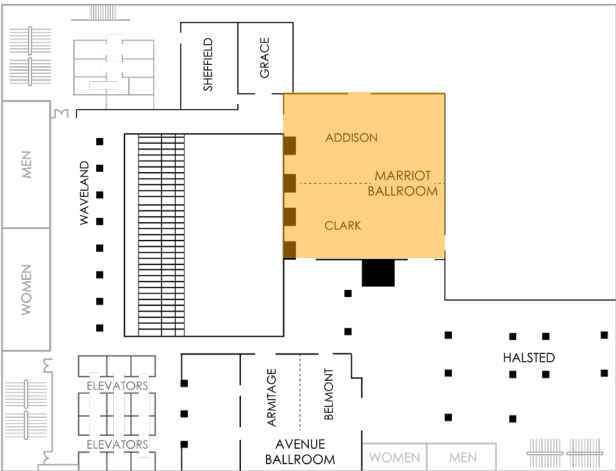 SHEFFIELD
GRACE
ADDISON
MEN
WAVELAND
MARRIOT
BALLROOM
CLARK
WOMEN
HALSTED
ELEVATORS
ARMITAGE
BELMONT
ELEVATORS
AVENUE
BALLROOM
WOMEN
MEN